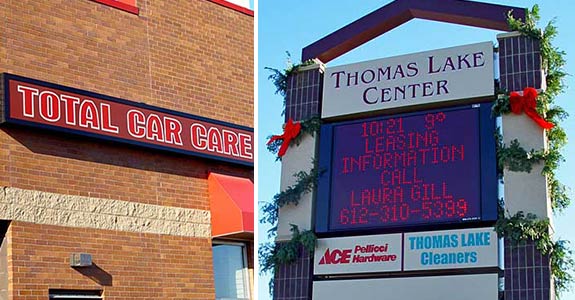 TOTAL CAR CARE
THOMAS LAKE
CENTER
10:21 9°
LEASING
INFORMATION
CALL
LAURA GILL
612-310-5399
ACE Pellicci
Hardware
THOMAS LAKE
Cleaners